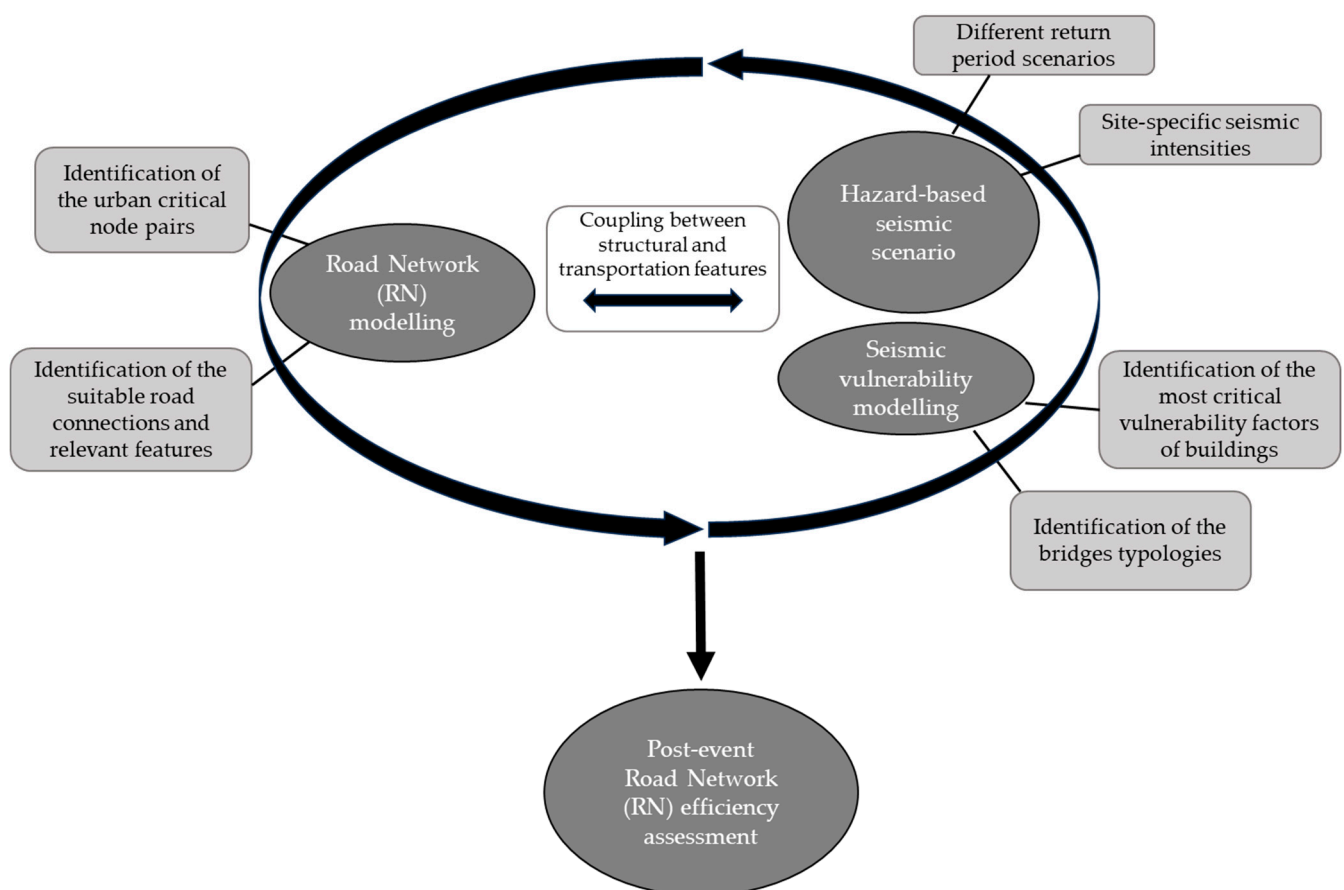 Different return
period scenarios
Site-specific seismic
intensities
Identification of
the urban critical
node pairs
Hazard-based
seismic
scenario
Coupling between
structural and
transportation features
Road Network
(RN)
modelling
Seismic
vulnerability
modelling
Identification of the
suitable road
connections and
relevant features
Identification of the
most critical
vulnerability factors
of buildings
Identification of the
bridges typologies
Post-event
Road Network
(RN) efficiency
assessment